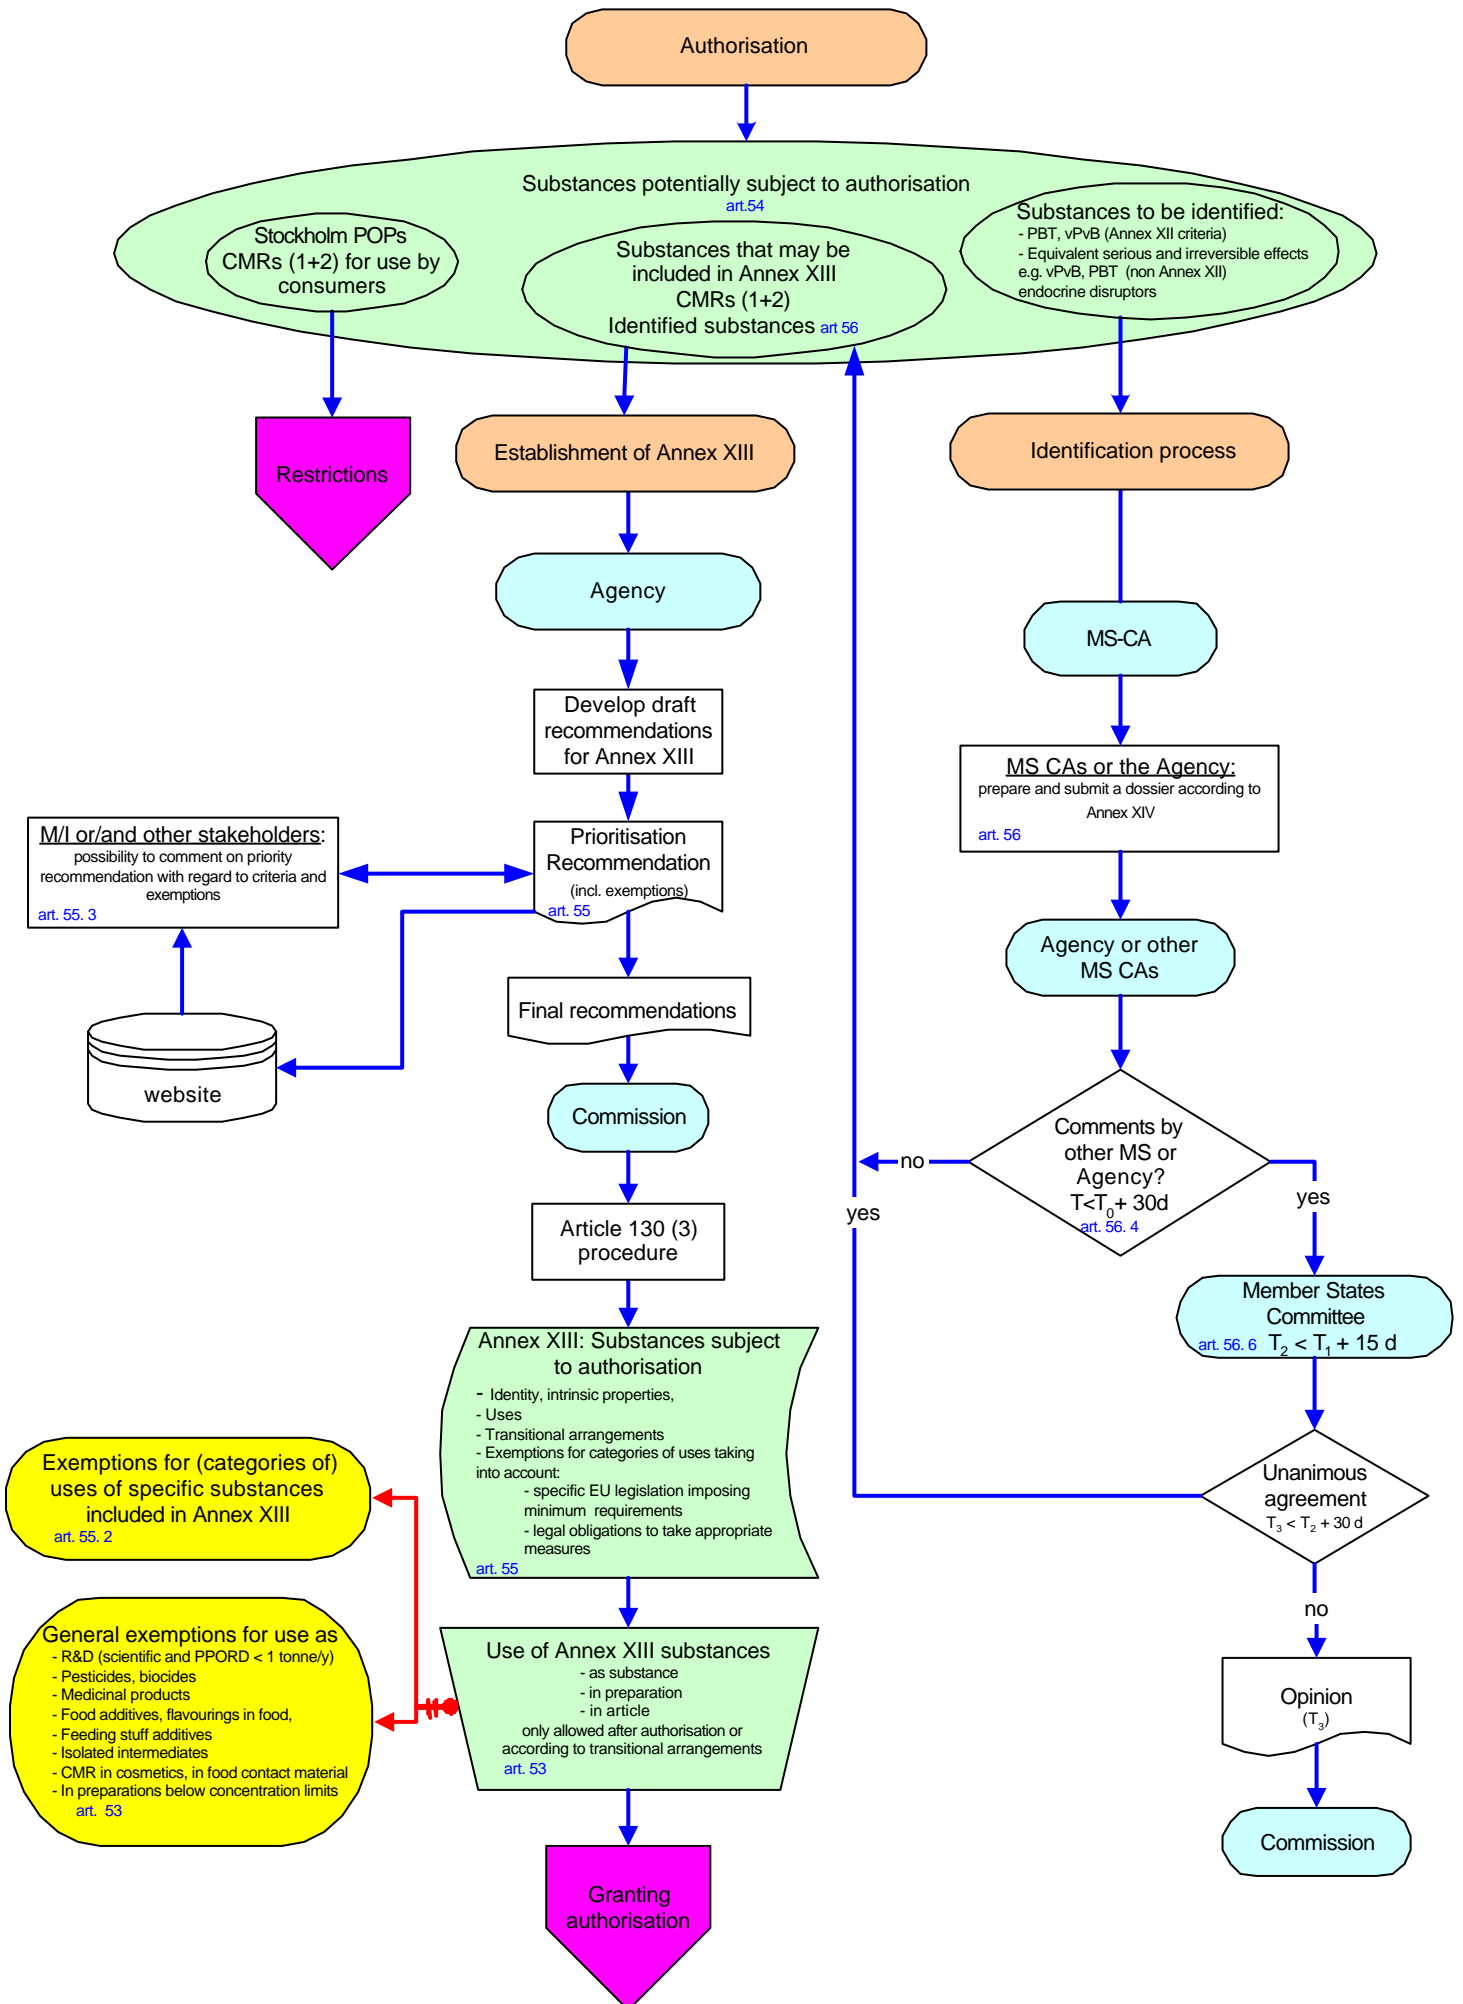 Authorisation
Substances potentially subject to authorisation
art.54
Stockholm POPs
CMRs (1+2) for use by
consumers
Substances that may be
included in Annex XIII
CMRs (1+2)
Identified substances art 56
Substances to be identified:
- PBT, vPvB (Annex XII criteria)
- Equivalent serious and irreversible effects
e.g. vPvB, PBT (non Annex XII)
endocrine disruptors
Restrictions
Establishment of Annex XIII
Identification process
Agency
MS-CA
Develop draft
recommendations
for Annex XIII
MS CAs or the Agency:
prepare and submit a dossier according to
Annex XIV
art. 56
M/I or/and other stakeholders:
possibility to comment on priority
recommendation with regard to criteria and
exemptions
art. 55. 3
Prioritisation
Recommendation
(incl. exemptions)
art. 55
Agency or other
MS CAs
Final recommendations
website
Commission
Comments by
other MS or
Agency?
T<T0+ 30d
art. 56. 4
no
yes
yes
Article 130 (3)
procedure
Member States
Committee
art. 56. 6 T2 < T1 + 15 d
Annex XIII: Substances subject
to authorisation
- Identity, intrinsic properties,
- Uses
- Transitional arrangements
- Exemptions for categories of uses taking
into account:
- specific EU legislation imposing
minimum requirements
- legal obligations to take appropriate
measures
art. 55
Exemptions for (categories of)
uses of specific substances
included in Annex XIII
art. 55. 2
Unanimous
agreement
T3 < T2 + 30 d
no
General exemptions for use as
- R&D (scientific and PPORD < 1 tonne/y)
- Pesticides, biocides
- Medicinal products
- Food additives, flavourings in food,
- Feeding stuff additives
- Isolated intermediates
- CMR in cosmetics, in food contact material
- In preparations below concentration limits
art. 53
Use of Annex XIII substances
- as substance
- in preparation
- in article
only allowed after authorisation or
according to transitional arrangements
art. 53
Opinion
(T3)
Commission
Granting
authorisation